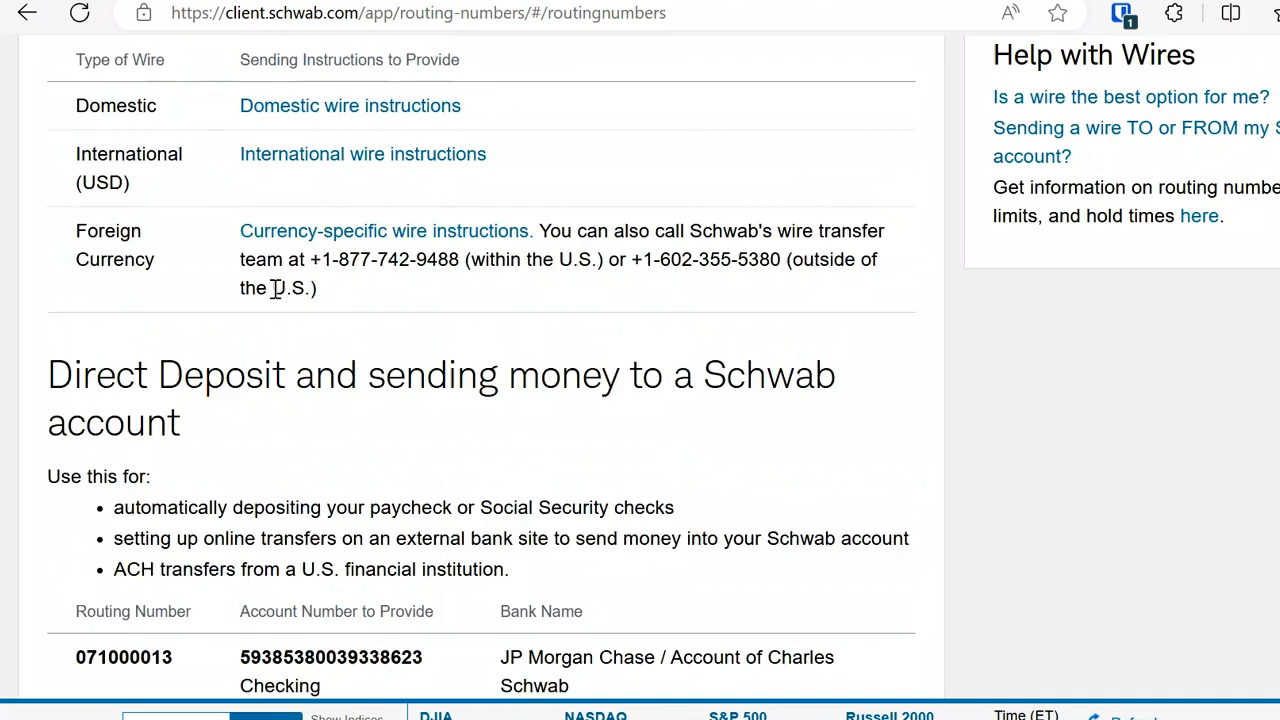 https://client.schwab.com/app/routing-numbers/#/routingnumbers
1
Type of Wire Sending Instructions to Provide
Domestic Domestic wire instructions
International International wire instructions
(USD)
Foreign Currency-specific wire instructions. You can also call Schwab's wire transfer
Currency team at +1-877-742-9488 (within the U.S.) or +1-602-355-5380 (outside of
the U.S.)
Direct Deposit and sending money to a Schwab
account
Use this for:
• automatically depositing your paycheck or Social Security checks
• setting up online transfers on an external bank site to send money into your Schwab account
• ACH transfers from a U.S. financial institution.
Routing Number Account Number to Provide Bank Name
071000013 59385380039338623 JP Morgan Chase / Account of Charles
Checking Schwab
Help with Wires
Is a wire the best option for me?
Sending a wire TO or FROM my S
account?
Get information on routing numbe
limits, and hold times here.
Show Indices DJIA NASDAQ S&P 500 Russell 2000 Time (ET) Refresh